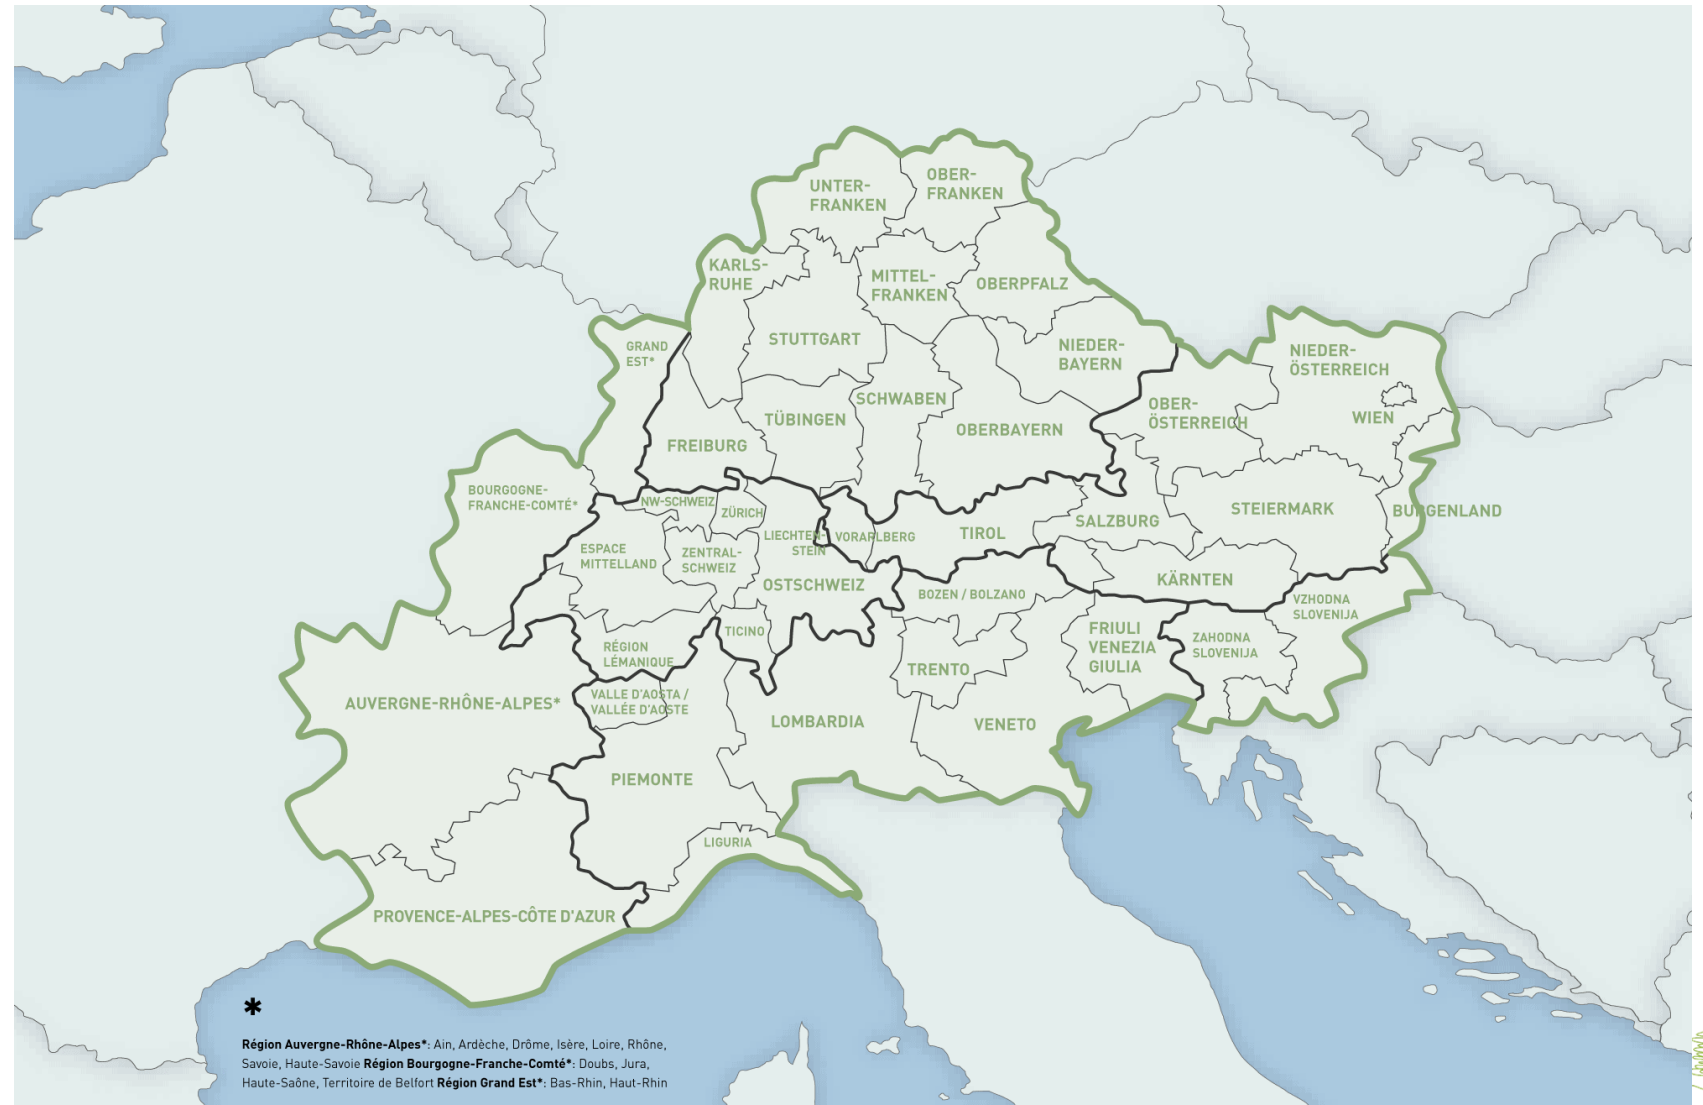 UNTER-
FRANKEN
OBER-
FRANKEN
KARLS-
RUHE
MITTEL-
FRANKEN
OBERPFALZ
GRAND
EST*
STUTTGART
NIEDER-
BAYERN
NIEDER-
ÖSTERREICH
SCHWABEN
OBER-
ÖSTERREICH
WIEN
TÜBINGEN
OBERBAYERN
FREIBURG
BOURGOGNE-
FRANCHE-COMTÉ*
NW-SCHWEIZ
ZÜRICH
STEIERMARK
BURGENLAND
SALZBURG
LIECHTEN-
STEIN
VORARLBERG
TIROL
ESPACE
MITTELLAND
ZENTRAL-
SCHWEIZ
OSTSCHWEIZ
KÄRNTEN
BOZEN / BOLZANO
VZHODNA
SLOVENIJA
TICINO
FRIULI
VENEZIA
GIULIA
ZAHODNA
SLOVENIJA
RÉGION
LÉMANIQUE
TRENTO
AUVERGNE-RHÔNE-ALPES*
VALLE D'AOSTA /
VALLÉE D'AOSTE
LOMBARDIA
VENETO
PIEMONTE
LIGURIA
PROVENCE-ALPES-CÔTE D'AZUR
*
Région Auvergne-Rhône-Alpes*: Ain, Ardèche, Drôme, Isère, Loire, Rhône,
Savoie, Haute-Savoie Région Bourgogne-Franche-Comté*: Doubs, Jura,
Haute-Saône, Territoire de Belfort Région Grand Est*: Bas-Rhin, Haut-Rhin